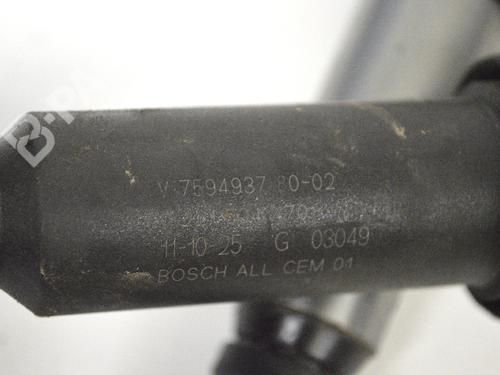 V 7594937 80-02
11-10-25 G 03049
BOSCH ALL CEM 01